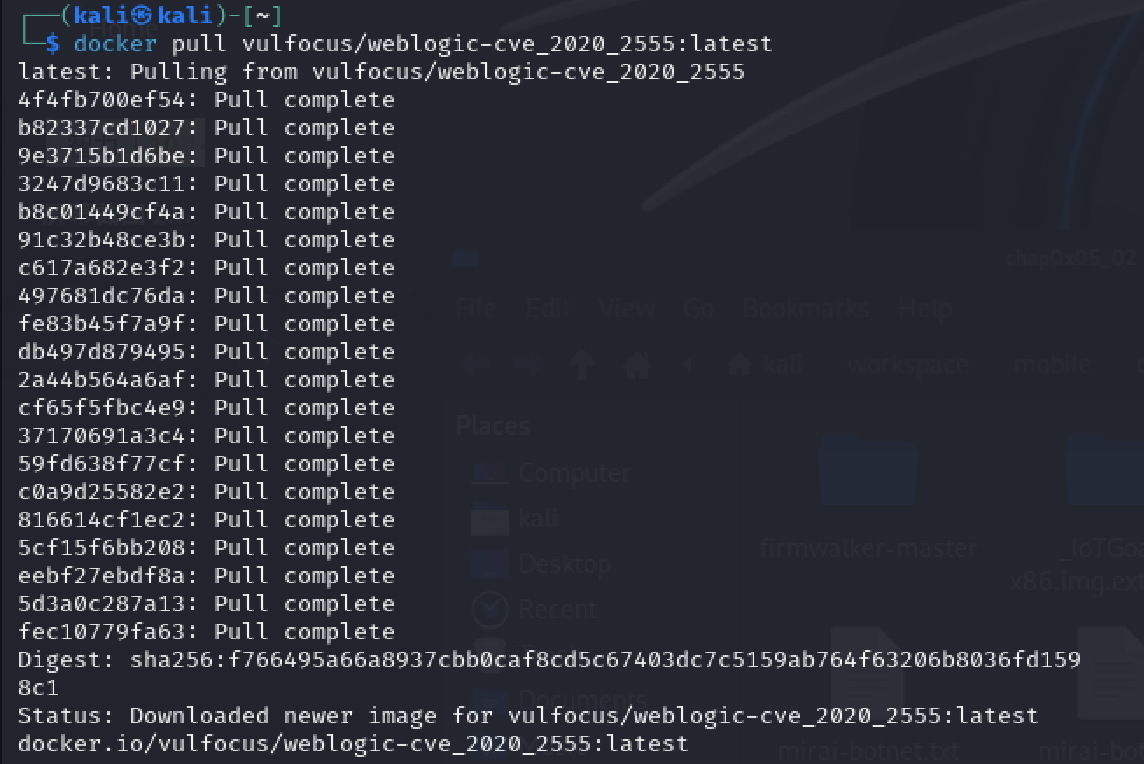 ┌──(kali㉿kali)-[~]
└─$ docker pull vulfocus/weblogic-cve_2020_2555:latest
latest: Pulling from vulfocus/weblogic-cve_2020_2555
4f4fb700ef54: Pull complete
b82337cd1027: Pull complete
9e3715b1d6be: Pull complete
3247d9683c11: Pull complete
b8c01449cf4a: Pull complete
91c32b48ce3b: Pull complete
c617a682e3f2: Pull complete
497681dc76da: Pull complete
fe83b45f7a9f: Pull complete
db497d879495: Pull complete
2a44b564a6af: Pull complete
cf65f5fbc4e9: Pull complete
37170691a3c4: Pull complete
59fd638f77cf: Pull complete
c0a9d25582e2: Pull complete
816614cf1ec2: Pull complete
5cf15f6bb208: Pull complete
eebf27ebdf8a: Pull complete
5d3a0c287a13: Pull complete
fec10779fa63: Pull complete
Digest: sha256:f766495a66a8937cbb0caf8cd5c67403dc7c5159ab764f63206b8036fd159
8c1
Status: Downloaded newer image for vulfocus/weblogic-cve_2020_2555:latest
docker.io/vulfocus/weblogic-cve_2020_2555:latest
chap0x05_02
File Edit View Go Bookmarks Help
kali workspace mobile
Places
Computer
kali
Desktop
Recent
Documents
firmwalker-master
x86.img.ext
mirai-botnet.txt